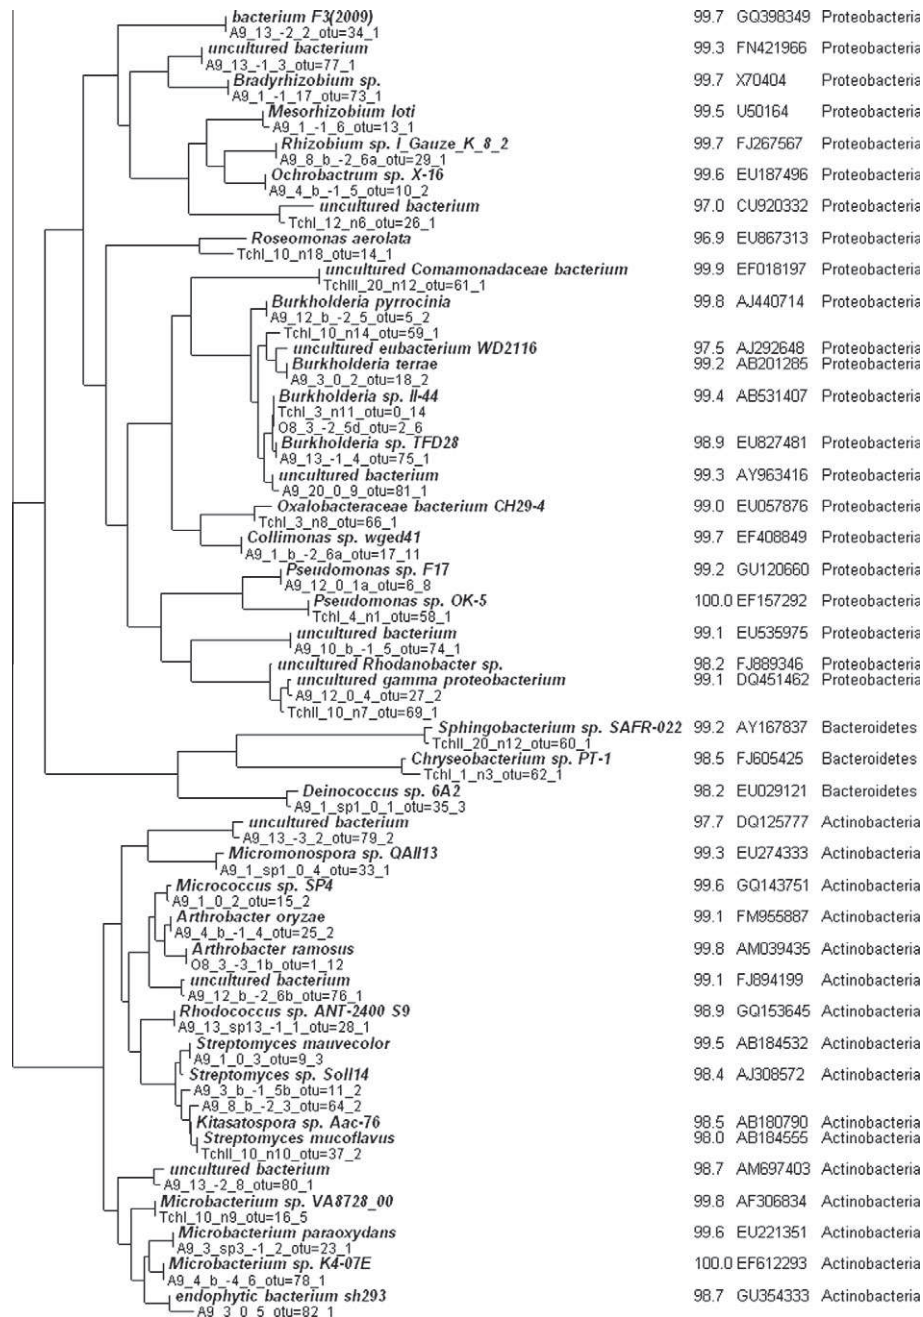 bacterium F3(2009) 99.7 GQ398349 Proteobacteria
A9_13_-2_2_otu=34_1
uncultured bacterium 99.3 FN421966 Proteobacteria
A9_13_-1_3_otu=77_1
Bradyrhizobium sp. 99.7 X70404 Proteobacteria
A9_1_-1_17_otu=73_1
Mesorhizobium loti 99.5 U50164 Proteobacteria
A9_1_-1_6_otu=13_1
Rhizobium sp. I_Gauze_K_8_2 99.7 FJ267567 Proteobacteria
A9_8_b_-2_6a_otu=29_1
Ochrobactrum sp. X-16 99.6 EU187496 Proteobacteria
A9_4_b_-1_5_otu=10_2
uncultured bacterium 97.0 CU920332 Proteobacteria
TchI_12_n6_otu=26_1
Roseomonas aerolata 96.9 EU867313 Proteobacteria
TchI_10_n18_otu=14_1
uncultured Comamonadaceae bacterium 99.9 EF018197 Proteobacteria
TchIII_20_n12_otu=61_1
Burkholderia pyrrocinia 99.8 AJ440714 Proteobacteria
A9_12_b_-2_5_otu=5_2
TchI_10_n14_otu=59_1
uncultured eubacterium WD2116 97.5 AJ292648 Proteobacteria
Burkholderia terrae 99.2 AB201285 Proteobacteria
A9_3_0_2_otu=18_2
Burkholderia sp. II-44 99.4 AB531407 Proteobacteria
TchI_3_n11_otu=0_14
O8_3_-2_5d_otu=2_6
Burkholderia sp. TFD28 98.9 EU827481 Proteobacteria
A9_13_-1_4_otu=75_1
uncultured bacterium 99.3 AY963416 Proteobacteria
A9_20_0_9_otu=81_1
Oxalobacteraceae bacterium CH29-4 99.0 EU057876 Proteobacteria
TchI_3_n8_otu=66_1
Collimonas sp. wged41 99.7 EF408849 Proteobacteria
A9_1_b_-2_6a_otu=17_11
Pseudomonas sp. F17 99.2 GU120660 Proteobacteria
A9_12_0_1a_otu=6_8
Pseudomonas sp. OK-5 100.0 EF157292 Proteobacteria
TchI_4_n1_otu=58_1
uncultured bacterium 99.1 EU535975 Proteobacteria
A9_10_b_-1_5_otu=74_1
uncultured Rhodanobacter sp. 98.2 FJ889346 Proteobacteria
uncultured gamma proteobacterium 99.1 DQ451462 Proteobacteria
A9_12_0_4_otu=27_2
TchII_10_n7_otu=69_1
Sphingobacterium sp. SAFR-022 99.2 AY167837 Bacteroidetes
TchII_20_n12_otu=60_1
Chryseobacterium sp. PT-1 98.5 FJ605425 Bacteroidetes
TchI_1_n3_otu=62_1
Deinococcus sp. 6A2 98.2 EU029121 Bacteroidetes
A9_1_sp1_0_1_otu=35_3
uncultured bacterium 97.7 DQ125777 Actinobacteria
A9_13_-3_2_otu=79_2
Micromonospora sp. QAII13 99.3 EU274333 Actinobacteria
A9_1_sp1_0_4_otu=33_1
Micrococcus sp. SP4 99.6 GQ143751 Actinobacteria
A9_1_0_2_otu=15_2
Arthrobacter oryzae 99.1 FM955887 Actinobacteria
A9_4_b_-1_4_otu=25_2
Arthrobacter ramosus 99.8 AM039435 Actinobacteria
O8_3_-3_1b_otu=1_12
uncultured bacterium 99.1 FJ894199 Actinobacteria
A9_12_b_-2_6b_otu=76_1
Rhodococcus sp. ANT-2400 S9 98.9 GQ153645 Actinobacteria
A9_13_sp13_-1_1_otu=28_1
Streptomyces mauvecolor 99.5 AB184532 Actinobacteria
A9_1_0_3_otu=9_3
Streptomyces sp. SolI14 98.4 AJ308572 Actinobacteria
A9_3_b_-1_5b_otu=11_2
A9_8_b_-2_3_otu=64_2
Kitasatospora sp. Aac-76 98.5 AB180790 Actinobacteria
Streptomyces mucoflavus 98.0 AB184555 Actinobacteria
TchII_10_n10_otu=37_2
uncultured bacterium 98.7 AM697403 Actinobacteria
A9_13_-2_8_otu=80_1
Microbacterium sp. VA8728_00 99.8 AF306834 Actinobacteria
TchI_10_n9_otu=16_5
Microbacterium paraoxydans 99.6 EU221351 Actinobacteria
A9_3_sp3_-1_2_otu=23_1
Microbacterium sp. K4-07E 100.0 EF612293 Actinobacteria
A9_4_b_-4_6_otu=78_1
endophytic bacterium sh293 98.7 GU354333 Actinobacteria
A9_3_0_5_otu=82_1